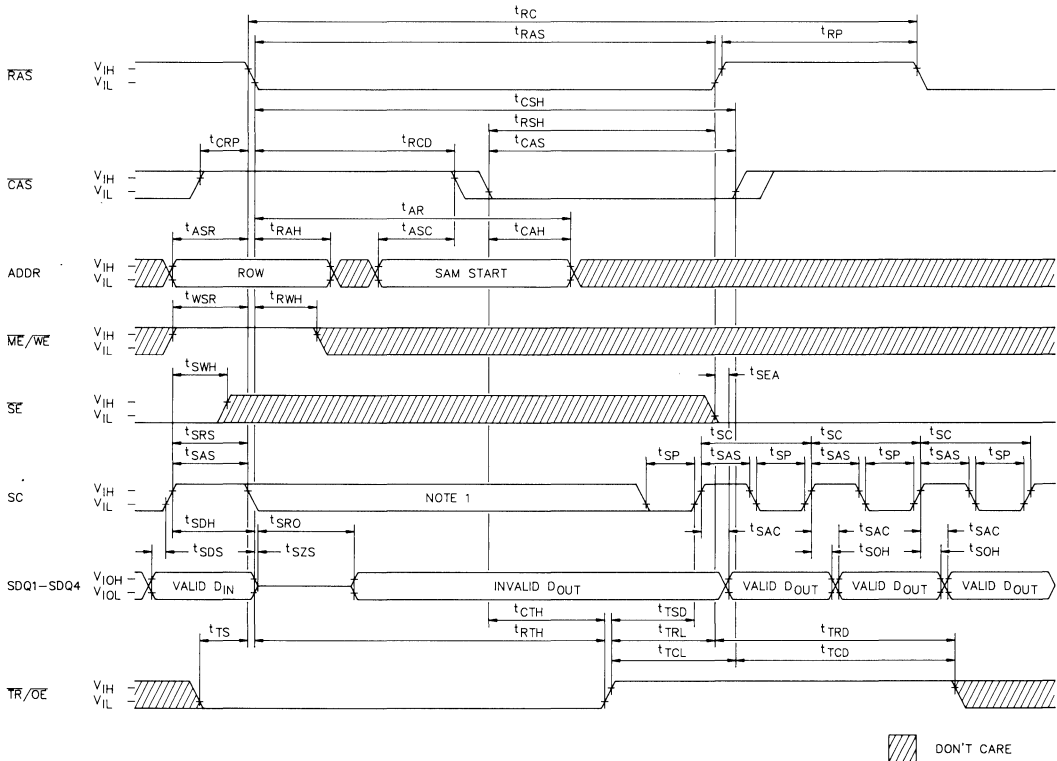 tRC
tRAS
tRP
RAS
VIH
VIL
tCSH
tRSH
tCRP
tRCD
tCAS
CAS
VIH
VIL
tAR
tASR
tRAH
tASC
tCAH
ADDR
VIH
VIL
ROW
SAM START
tWSR
tRWH
ME/WE
VIH
VIL
tSWH
tSEA
SE
VIH
VIL
tSRS
tSC
tSC
tSC
tSAS
tSP
tSAS
tSP
tSAS
tSP
tSAS
tSP
SC
VIH
VIL
NOTE 1
tSDH
tSRO
tSAC
tSAC
tSAC
tSDS
tSZS
tSOH
tSOH
SDQ1-SDQ4
VIOH
VIOL
VALID DIN
INVALID DOUT
VALID DOUT
VALID DOUT
VALID DOUT
tCTH
tTSD
tTS
tRTH
tTRL
tTRD
tTCL
tTCD
TR/OE
VIH
VIL
DON'T CARE